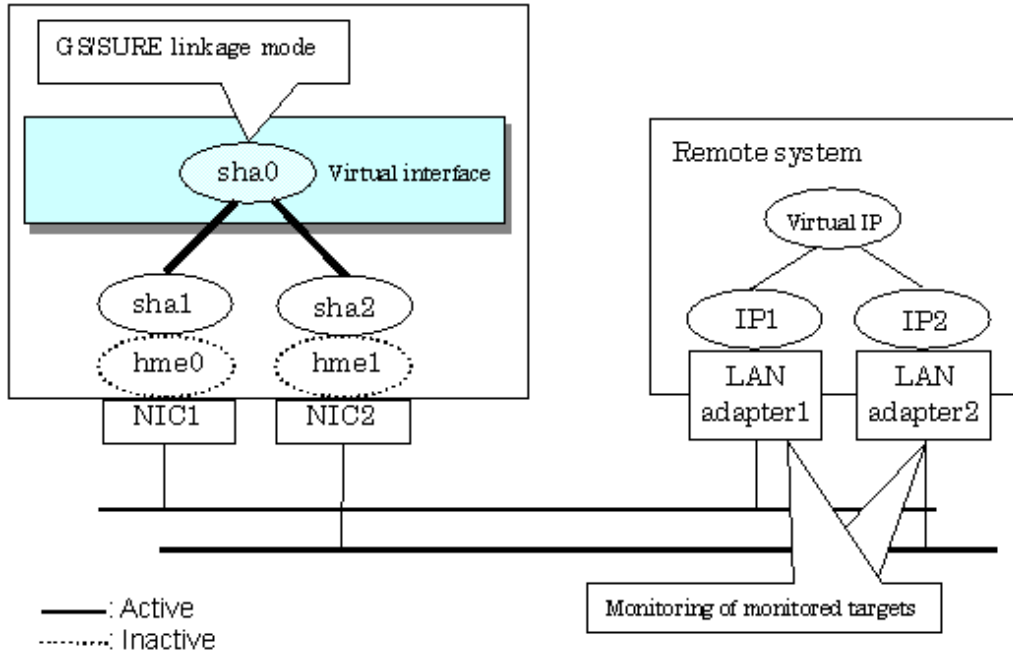 GS/SURE linkage mode
sha0
Virtual interface
sha1
sha2
hme0
hme1
NIC1
NIC2
Remote system
Virtual IP
IP1
IP2
LAN
adapter1
LAN
adapter2
Monitoring of monitored targets
: Active
: Inactive